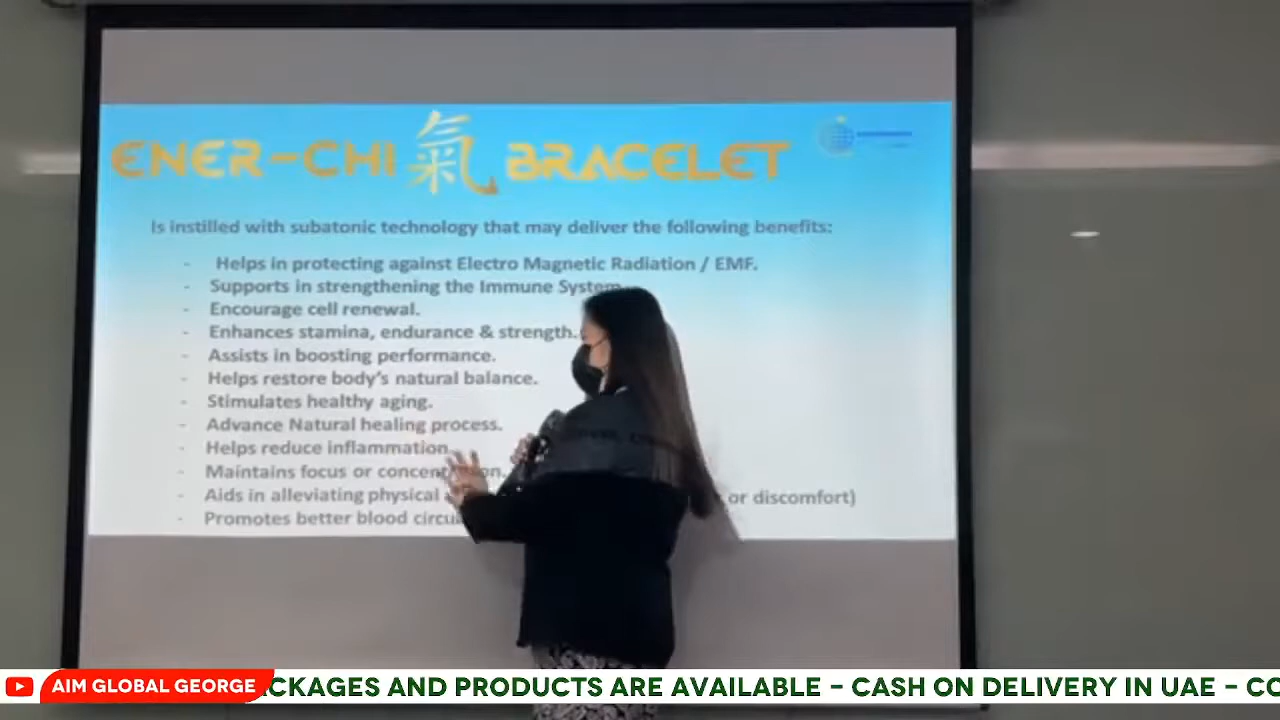 ENER-CHI 氣 BRACELET
Is instilled with subatonic technology that may deliver the following benefits:
- Helps in protecting against Electro Magnetic Radiation / EMF.
- Supports in strengthening the Immune System
- Encourage cell renewal.
- Enhances stamina, endurance & strength.
- Assists in boosting performance.
- Helps restore body's natural balance.
- Stimulates healthy aging.
- Advance Natural healing process.
- Helps reduce inflammation
- Maintains focus or concen on.
- Aids in alleviating physical or discomfort)
- Promotes better blood circu
AIM GLOBAL GEORGE CKAGES AND PRODUCTS ARE AVAILABLE – CASH ON DELIVERY IN UAE – CO